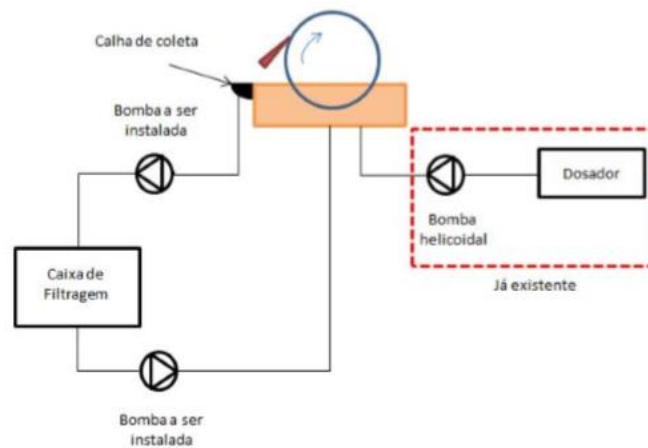 Calha de coleta
Bomba a ser
instalada
Dosador
Bomba
helicoidal
Já existente
Caixa de
Filtragem
Bomba a ser
instalada